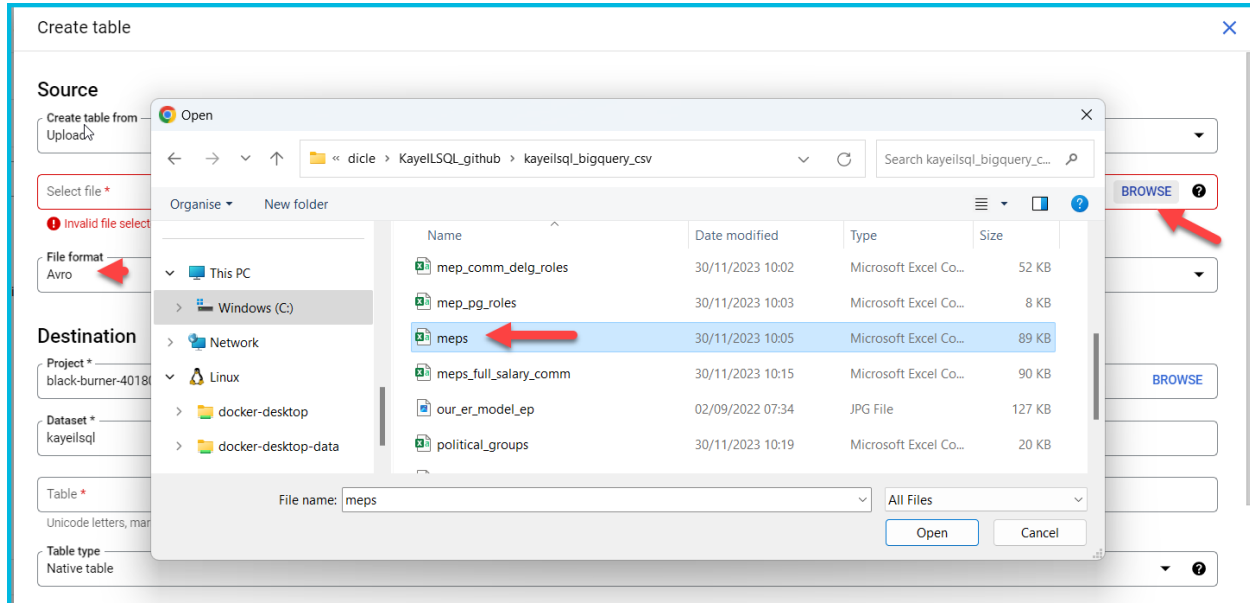 Create table
Source
Create table from
Upload
Open
« dicle > KayeILSQL_github > kayeilsql_bigquery_csv
Search kayeilsql_bigquery_c...
Select file *
BROWSE
Organise
New folder
Invalid file select
Name
Date modified
Type
Size
File format
Avro
This PC
mep_comm_delg_roles 30/11/2023 10:02 Microsoft Excel Co... 52 KB
Windows (C:)
mep_pg_roles 30/11/2023 10:03 Microsoft Excel Co... 8 KB
Destination
Network
meps 30/11/2023 10:05 Microsoft Excel Co... 89 KB
Project *
black-burner-40180
BROWSE
Linux
meps_full_salary_comm 30/11/2023 10:15 Microsoft Excel Co... 90 KB
docker-desktop
our_er_model_ep 02/09/2022 07:34 JPG File 127 KB
Dataset *
kayeilsql
docker-desktop-data
political_groups 30/11/2023 10:19 Microsoft Excel Co... 20 KB
Table *
File name: meps
All Files
Unicode letters, mar
Open
Cancel
Table type
Native table